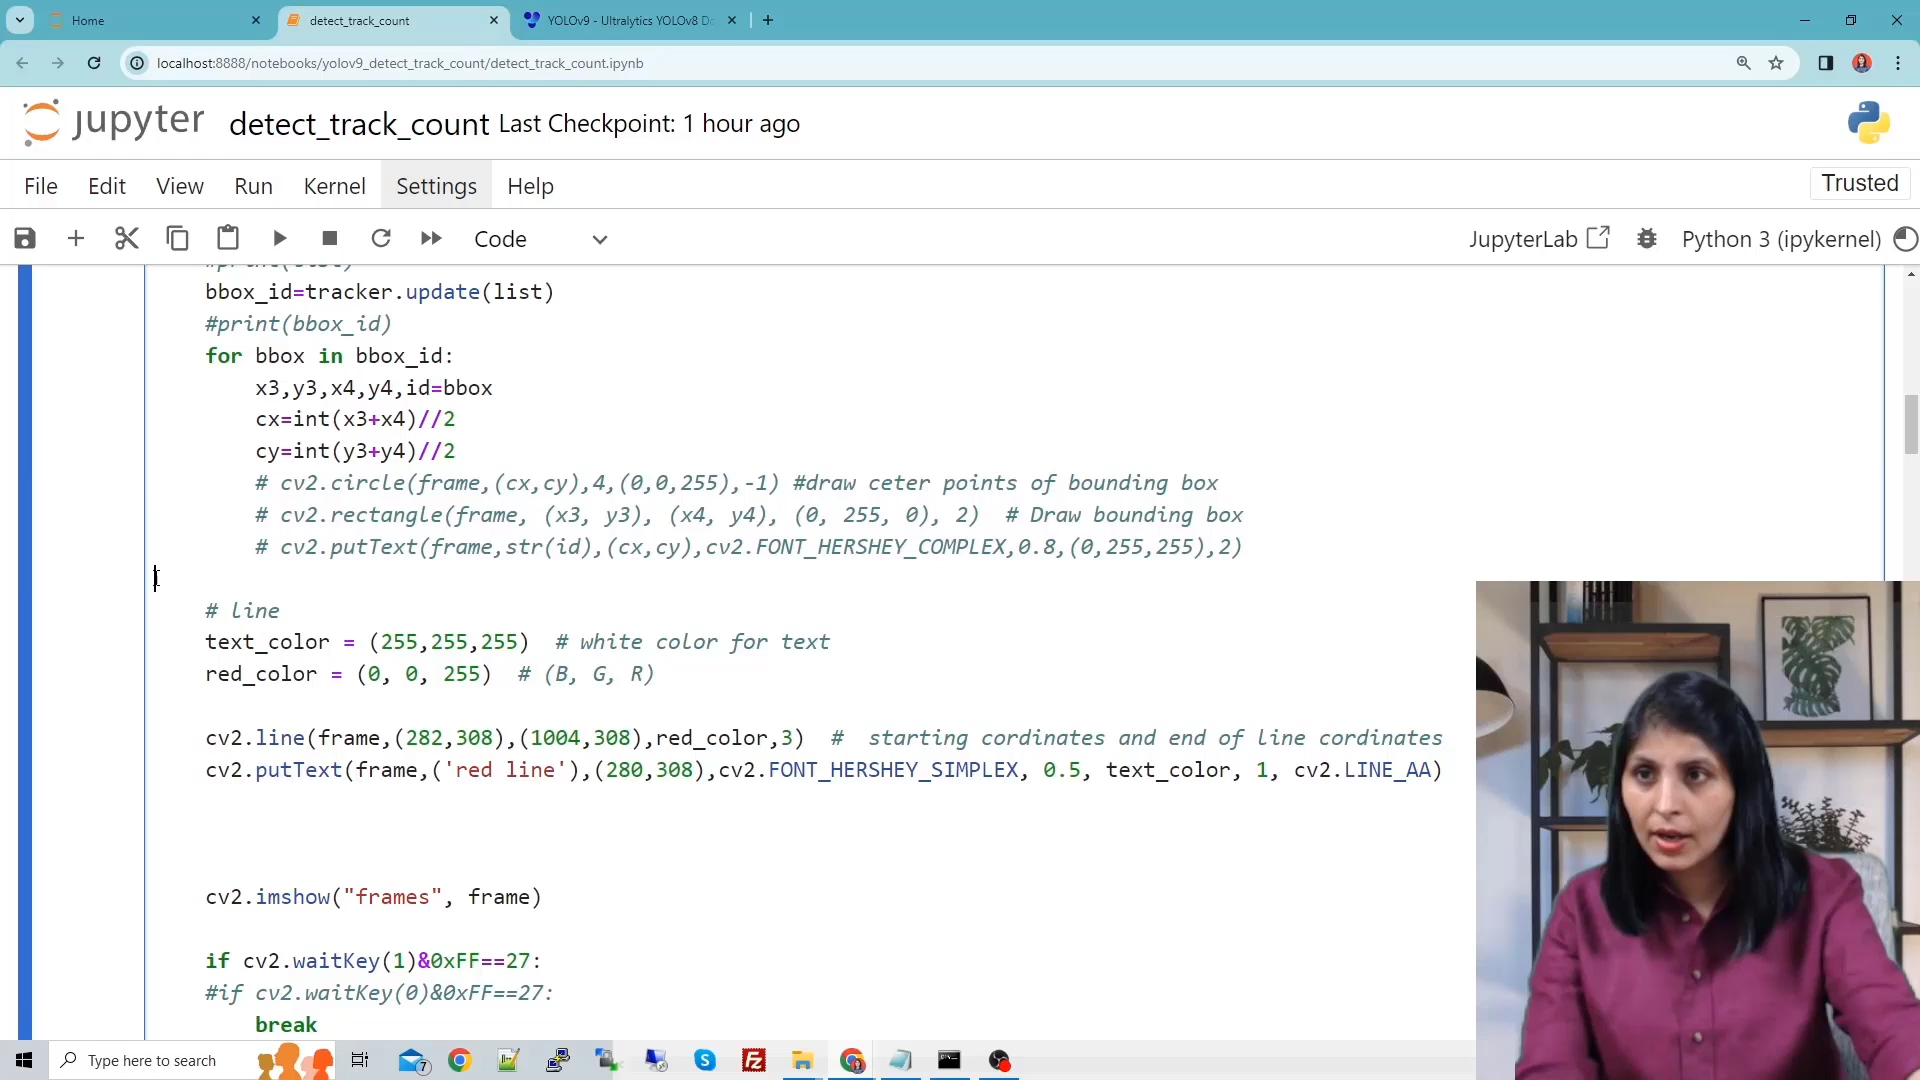 Home
detect_track_count
YOLOv9 - Ultralytics YOLOv8 Do
localhost:8888/notebooks/yolov9_detect_track_count/detect_track_count.ipynb
jupyter
detect_track_count Last Checkpoint: 1 hour ago
File Edit View Run Kernel Settings Help
Trusted
Code
JupyterLab
Python 3 (ipykernel)
bbox_id=tracker.update(list)
#print(bbox_id)
for bbox in bbox_id:
x3,y3,x4,y4,id=bbox
cx=int(x3+x4)//2
cy=int(y3+y4)//2
# cv2.circle(frame,(cx,cy),4,(0,0,255),-1) #draw ceter points of bounding box
# cv2.rectangle(frame, (x3, y3), (x4, y4), (0, 255, 0), 2)  # Draw bounding box
# cv2.putText(frame,str(id),(cx,cy),cv2.FONT_HERSHEY_COMPLEX,0.8,(0,255,255),2)
# line
text_color = (255,255,255)  # white color for text
red_color = (0, 0, 255)  # (B, G, R)
cv2.line(frame,(282,308),(1004,308),red_color,3)  #  starting cordinates and end of line cordinates
cv2.putText(frame,('red line'),(280,308),cv2.FONT_HERSHEY_SIMPLEX, 0.5, text_color, 1, cv2.LINE_AA)
cv2.imshow("frames", frame)
if cv2.waitKey(1)&0xFF==27:
#if cv2.waitKey(0)&0xFF==27:
break
Type here to search
7